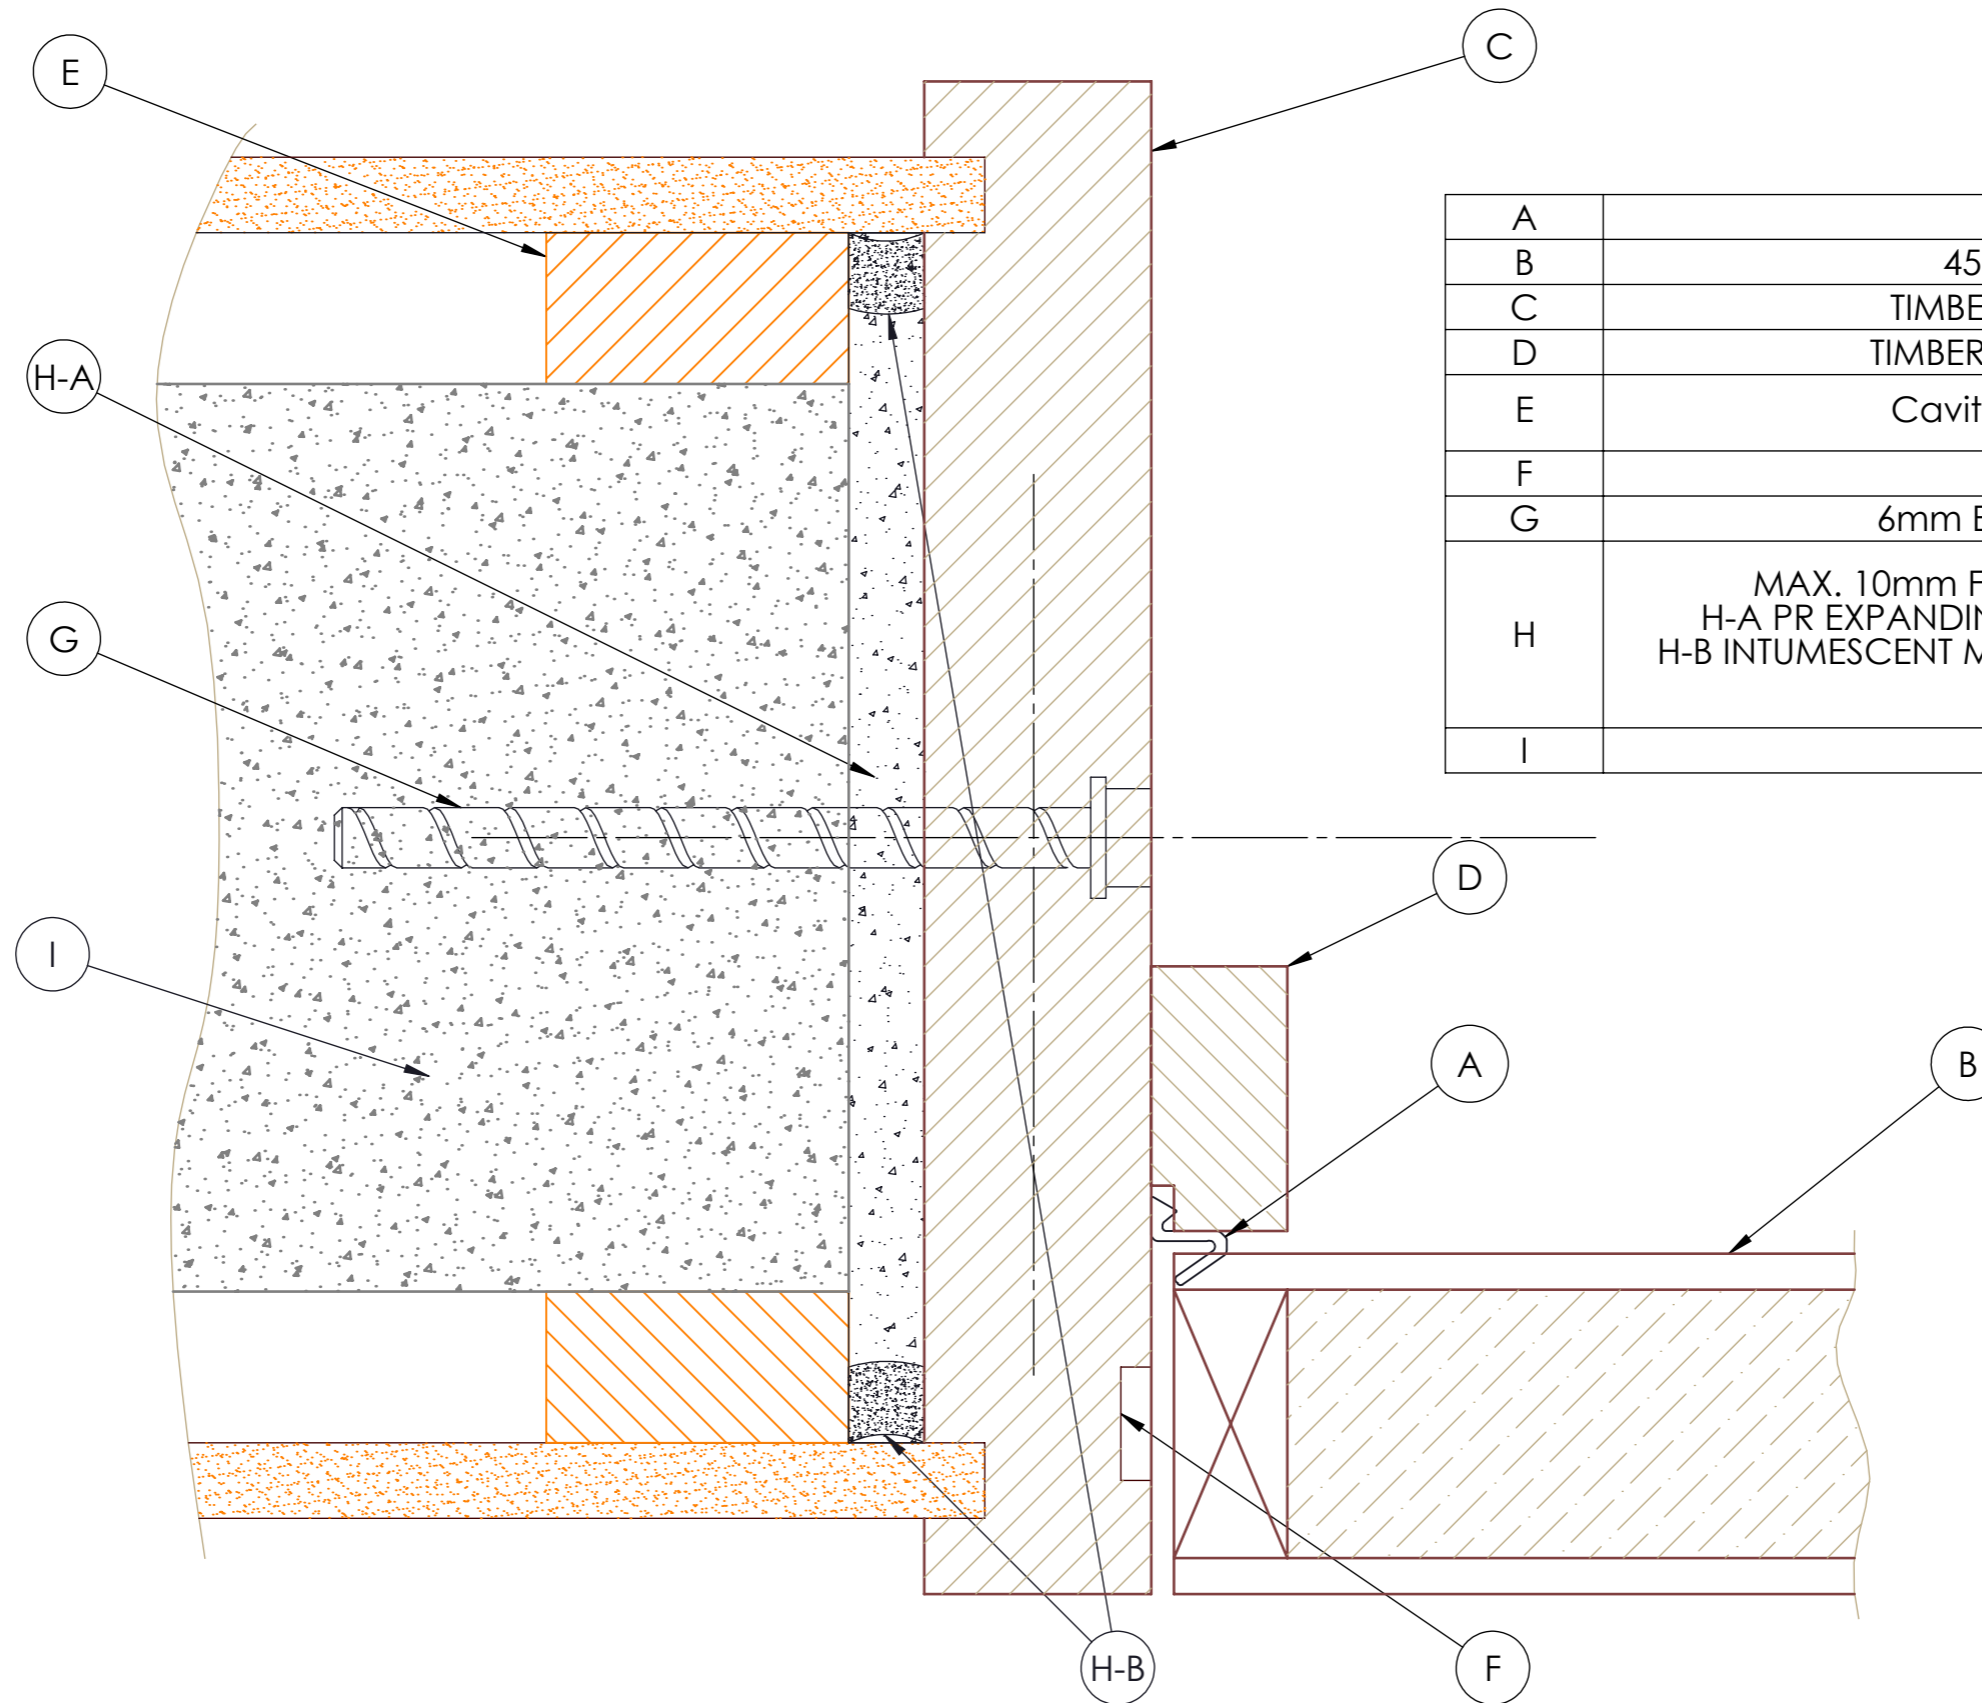 E
C
A
B 45
C TIMBE
D TIMBER
E Cavit
F
G 6mm E
H MAX. 10mm F
H-A PR EXPANDIN
H-B INTUMESCENT M
I
H-A
G
D
I
A
B
H-B
F